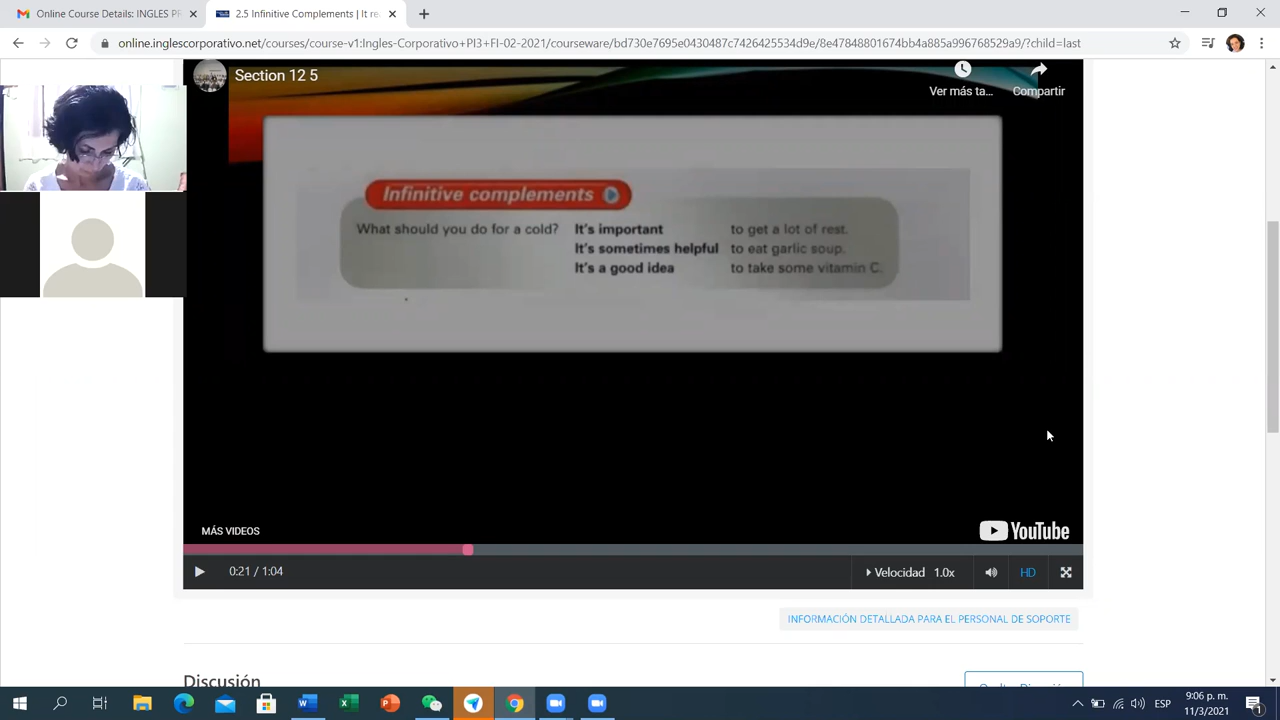 Online Course Details: INGLES PR
2.5 Infinitive Complements | It re
online.inglescorporativo.net/courses/course-v1:Ingles-Corporativo+PI3+FI-02-2021/courseware/bd730e7695e0430487c7426425534d9e/8e47848801674bb4a885a996768529a9/?child=last
Section 12 5
Ver más ta...
Compartir
Infinitive complements
What should you do for a cold? It's important to get a lot of rest.
It's sometimes helpful to eat garlic soup.
It's a good idea to take some vitamin C.
MÁS VIDEOS
YouTube
0:21 / 1:04
Velocidad 1.0x
HD
INFORMACIÓN DETALLADA PARA EL PERSONAL DE SOPORTE
Discusión
ESP
9:06 p. m.
11/3/2021
1